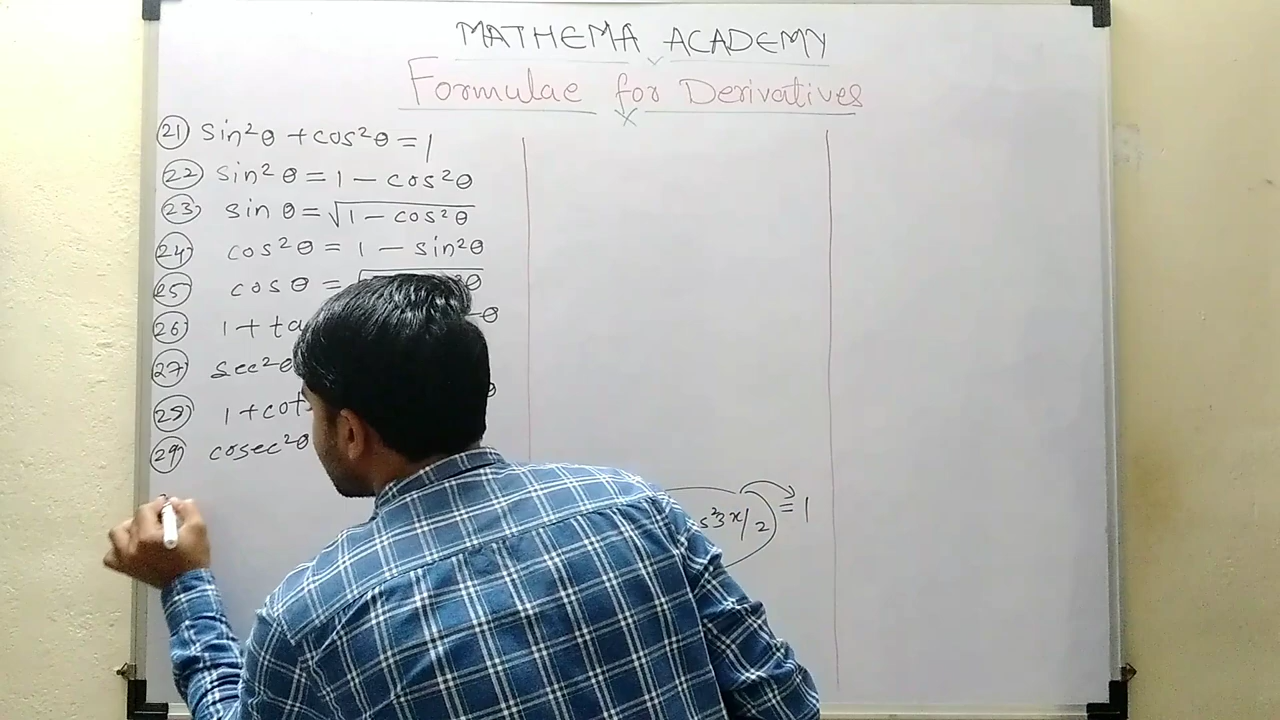 MATHEMA ACADEMY
Formulae for Derivatives
21 sin²θ + cos²θ = 1
22 sin²θ = 1 - cos²θ
23 sin θ = √1 - cos²θ
24 cos²θ = 1 - sin²θ
25 cos θ =
26 1 + ta
27 sec²θ
28 1 + cot
29 cosec²θ
s²3x/2 = 1